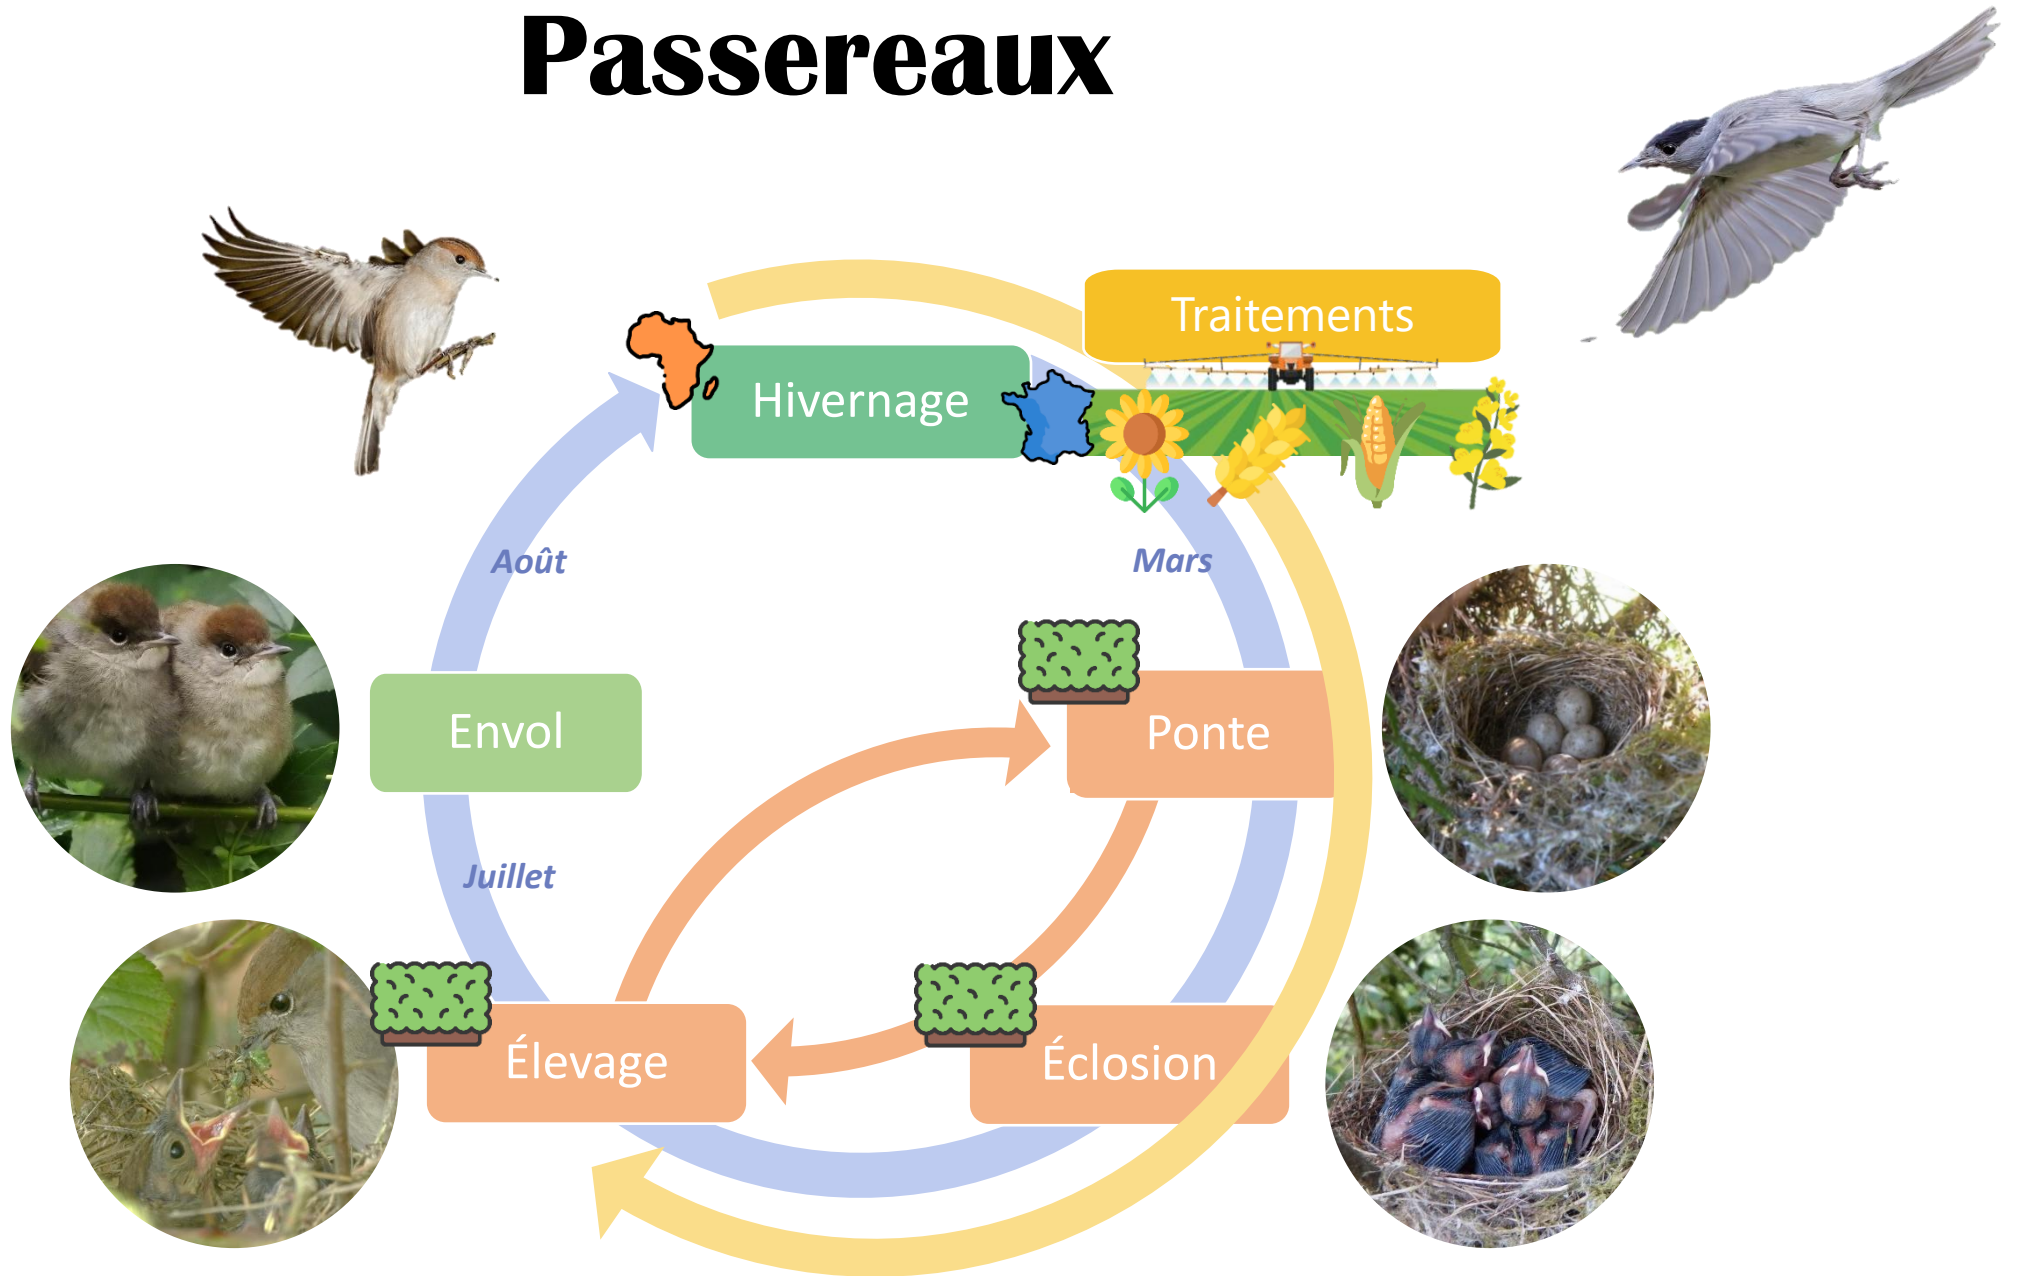 Passereaux
Traitements
Hivernage
Août
Mars
Envol
Ponte
Juillet
Élevage
Éclosion